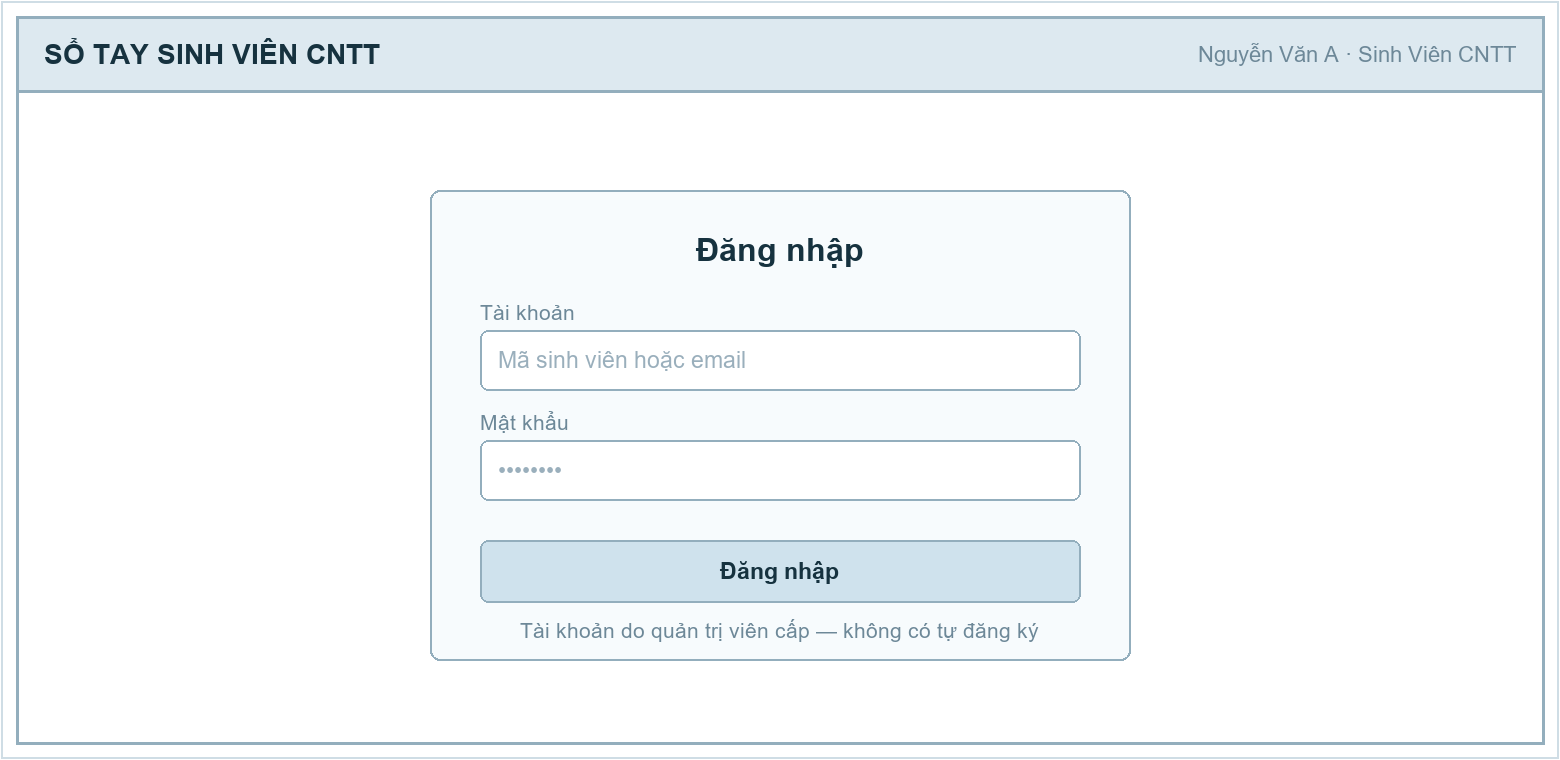 SỔ TAY SINH VIÊN CNTT
Nguyễn Văn A · Sinh Viên CNTT
Đăng nhập
Tài khoản
Mã sinh viên hoặc email
Mật khẩu
••••••••
Đăng nhập
Tài khoản do quản trị viên cấp — không có tự đăng ký